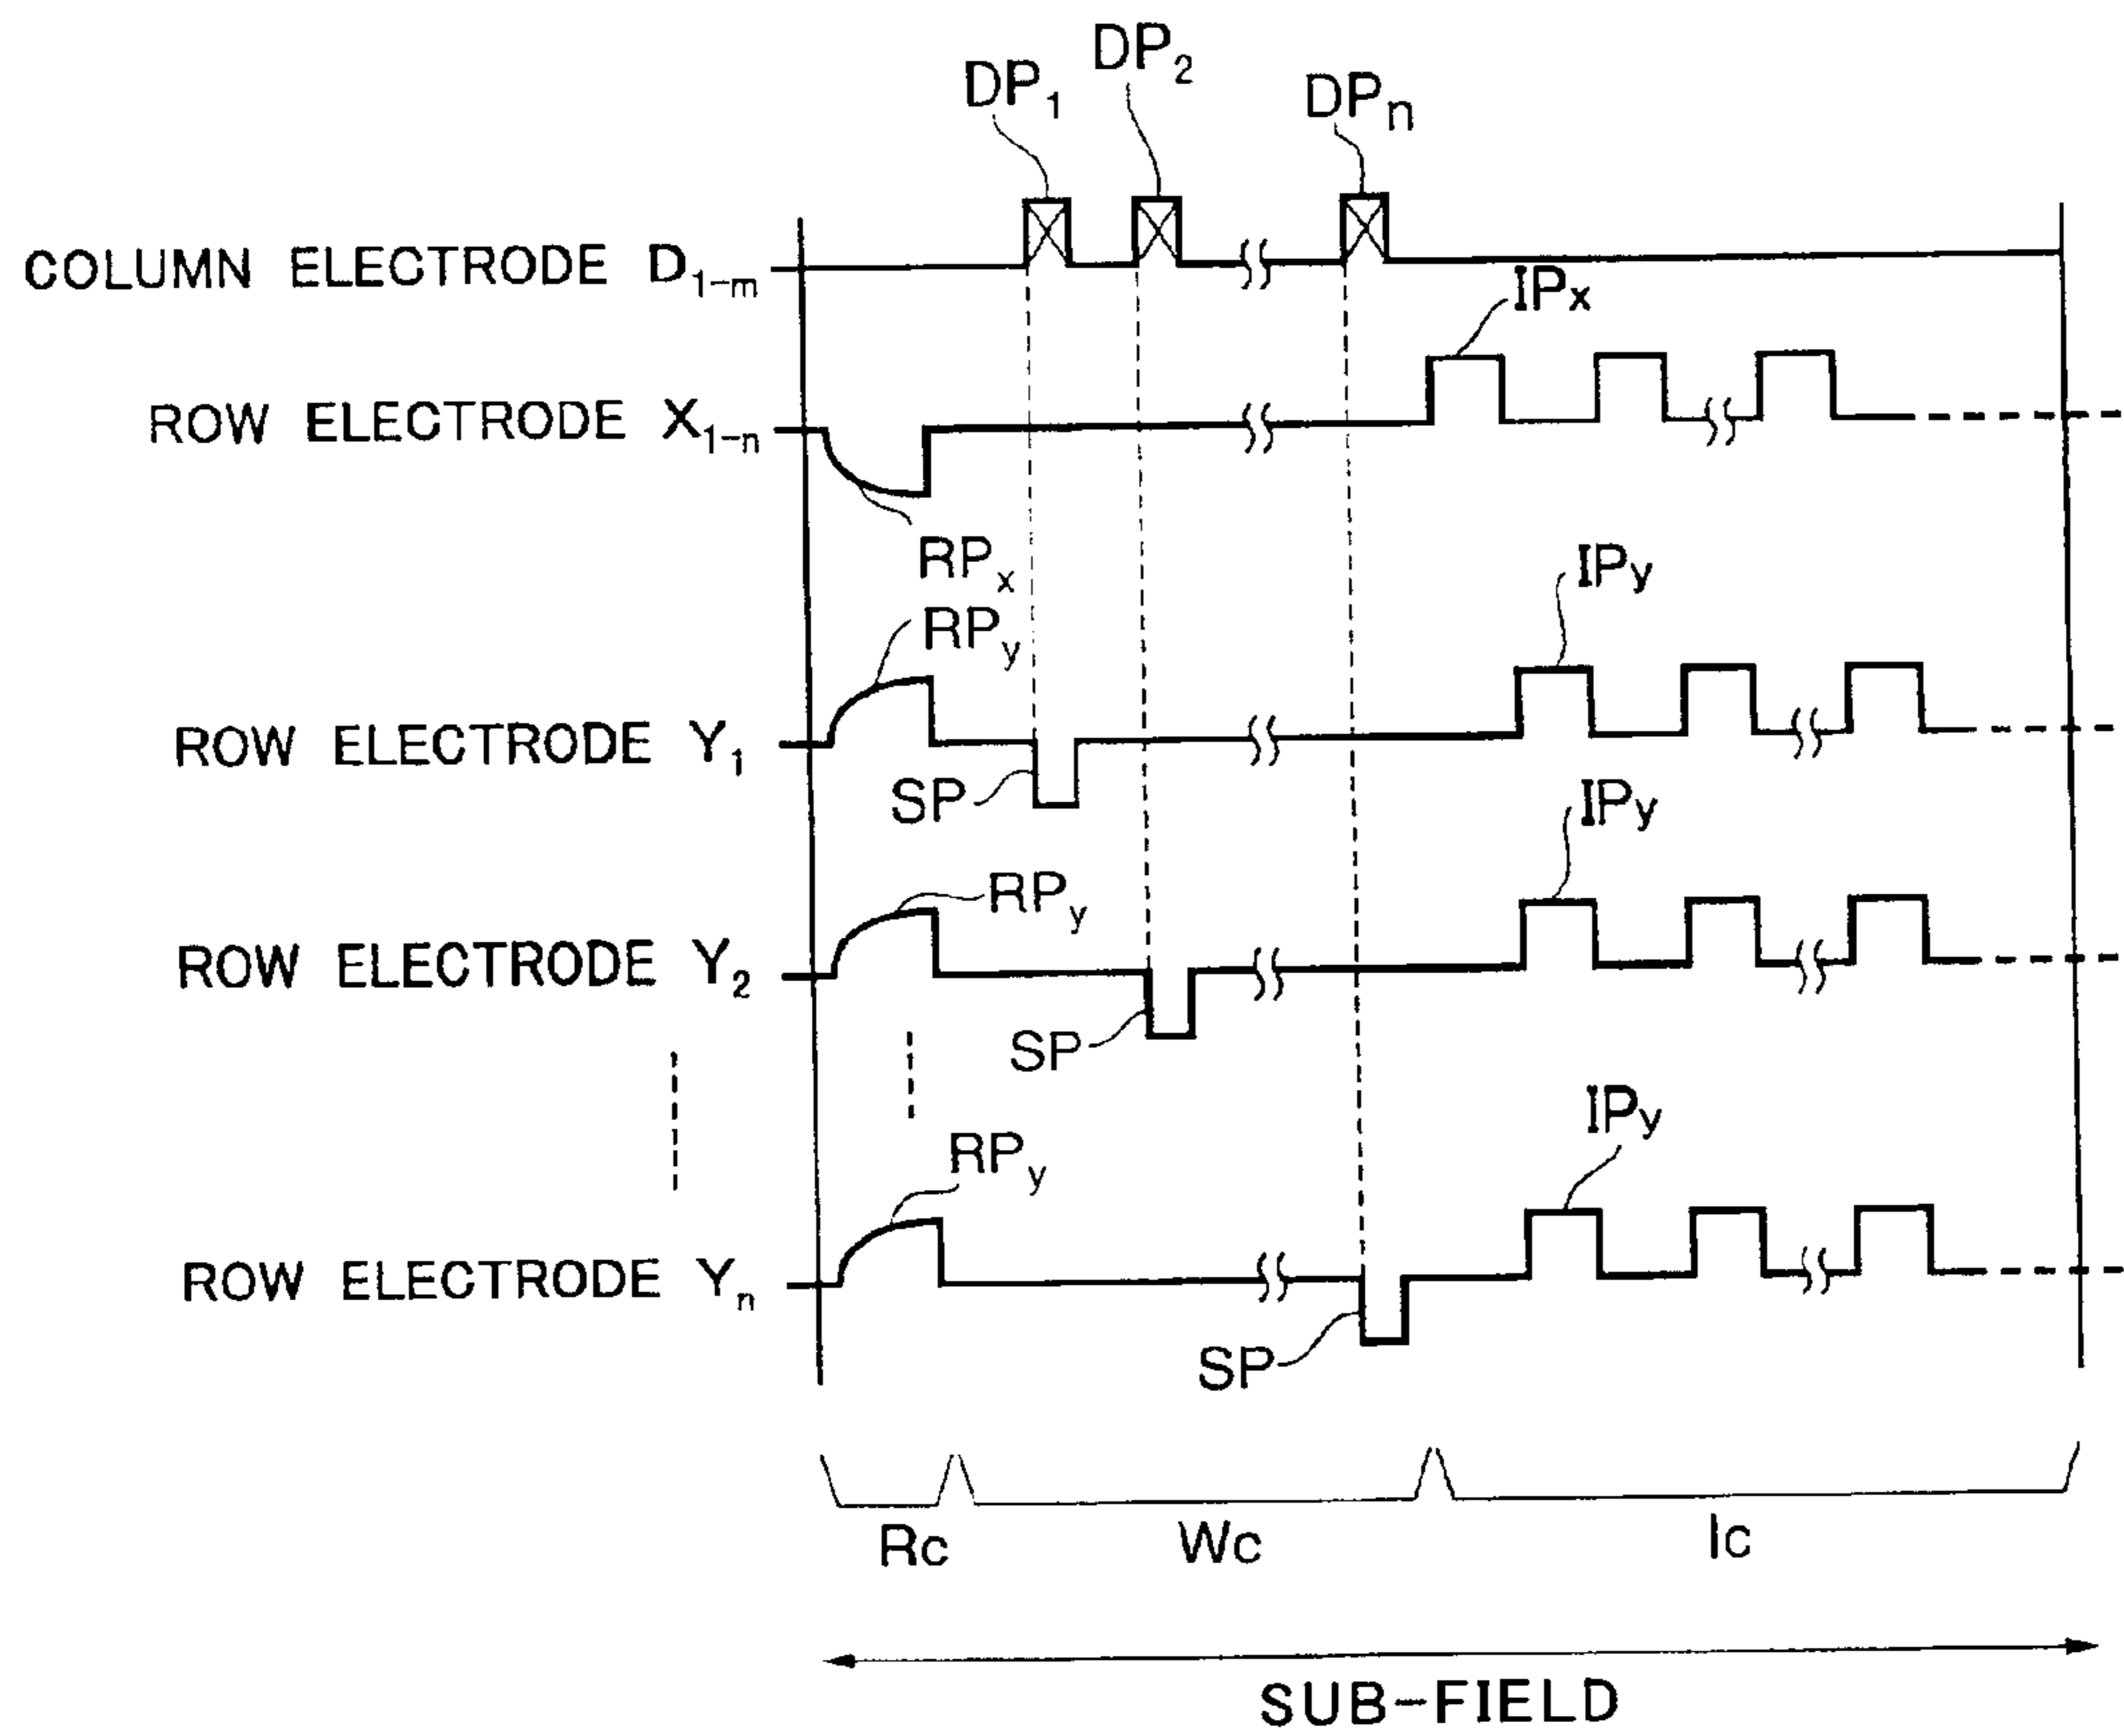 DP1
DP2
DPn
COLUMN ELECTRODE D1-m
IPx
ROW ELECTRODE X1-n
RPx
IPy
RPy
ROW ELECTRODE Y1
SP
IPy
RPy
ROW ELECTRODE Y2
SP
IPy
RPy
ROW ELECTRODE Yn
SP
Rc
Wc
Ic
SUB-FIELD